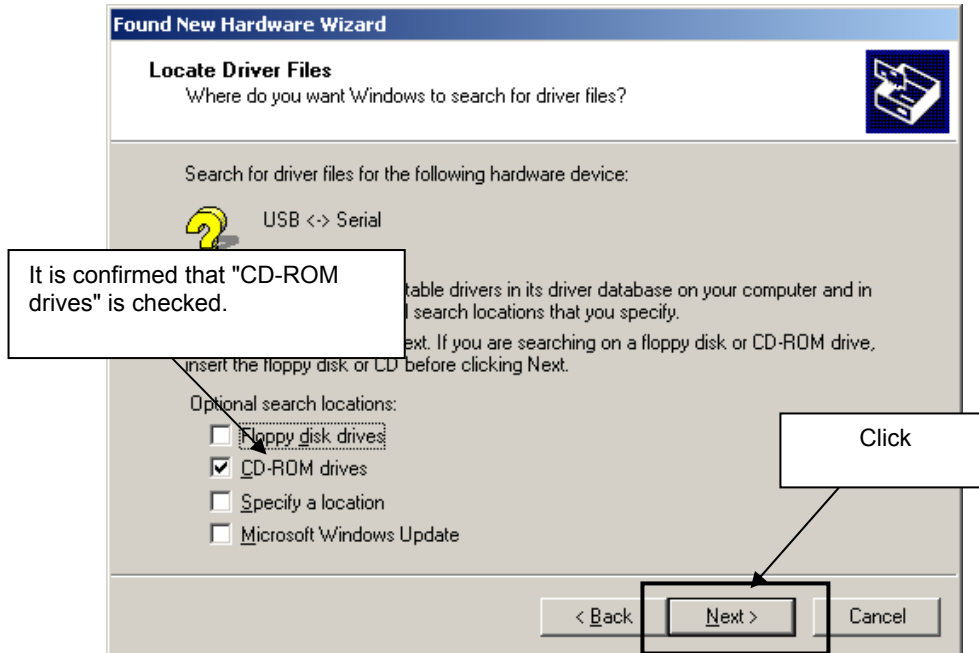 Found New Hardware Wizard
Locate Driver Files
Where do you want Windows to search for driver files?
Search for driver files for the following hardware device:
USB <-> Serial
It is confirmed that "CD-ROM
drives" is checked.
table drivers in its driver database on your computer and in
search locations that you specify.
ext. If you are searching on a floppy disk or CD-ROM drive,
insert the floppy disk or CD before clicking Next.
Optional search locations:
Floppy disk drives
CD-ROM drives
Specify a location
Microsoft Windows Update
Click
< Back
Next >
Cancel